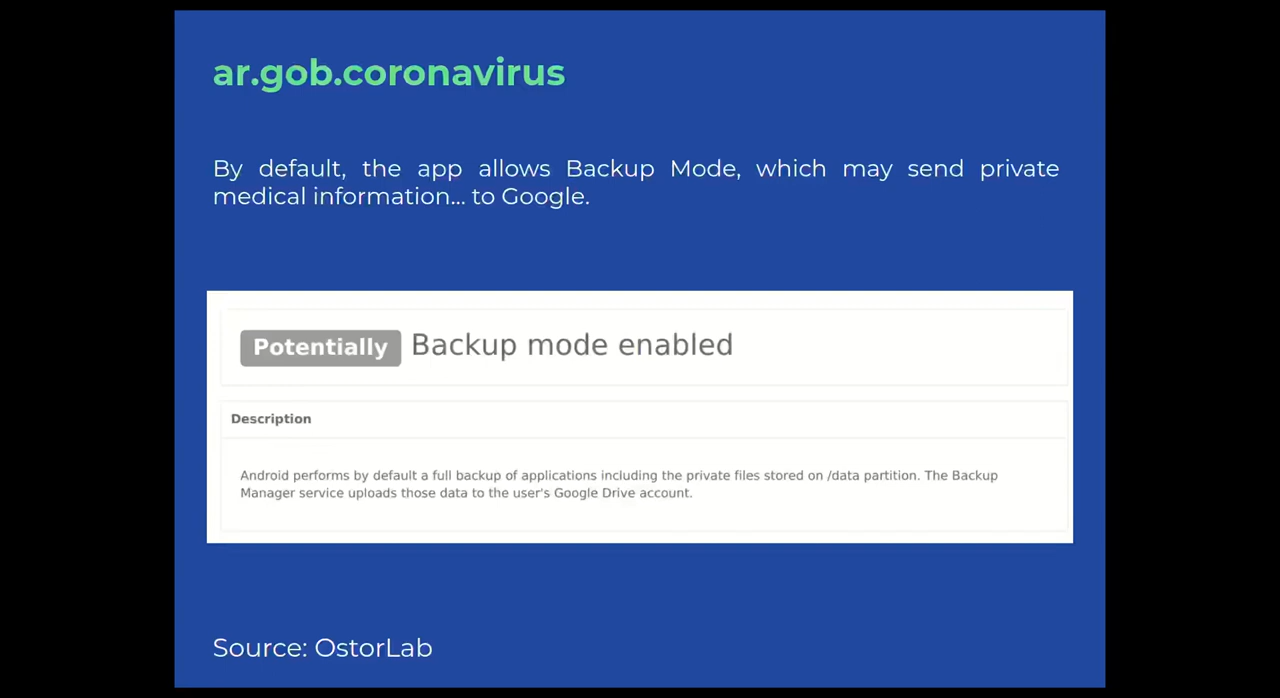 ar.gob.coronavirus
By default, the app allows Backup Mode, which may send private
medical information... to Google.
Potentially Backup mode enabled
Description
Android performs by default a full backup of applications including the private files stored on /data partition. The Backup
Manager service uploads those data to the user's Google Drive account.
Source: OstorLab